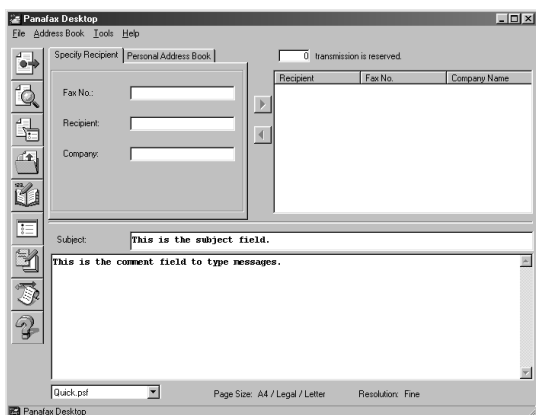 Panafax Desktop
File Address Book Tools Help
Specify Recipient Personal Address Book
0 transmission is reserved.
Recipient Fax No. Company Name
Fax No.:
Recipient:
Company:
Subject: This is the subject field.
This is the comment field to type messages.
Quick.psf Page Size: A4 / Legal / Letter Resolution: Fine
Panafax Desktop